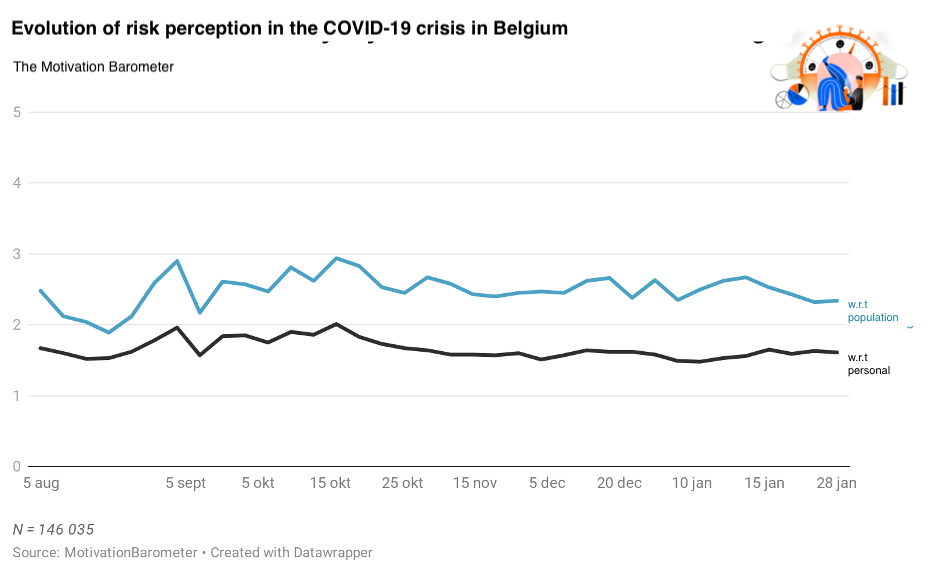 Evolution of risk perception in the COVID-19 crisis in Belgium
The Motivation Barometer
5
4
3
2
1
0
w.r.t
population
w.r.t
personal
5 aug 5 sept 5 okt 15 okt 25 okt 15 nov 5 dec 20 dec 10 jan 15 jan 28 jan
N = 146 035
Source: MotivationBarometer • Created with Datawrapper